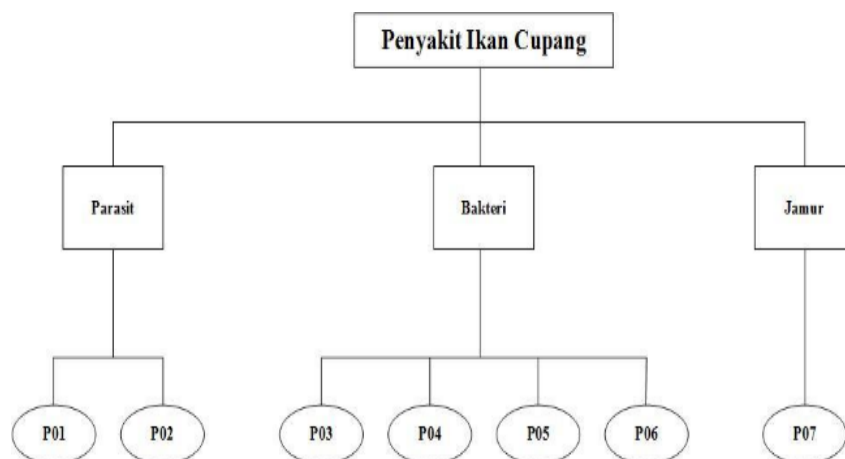 Penyakit Ikan Cupang
Parasit
Bakteri
Jamur
P01
P02
P03
P04
P05
P06
P07